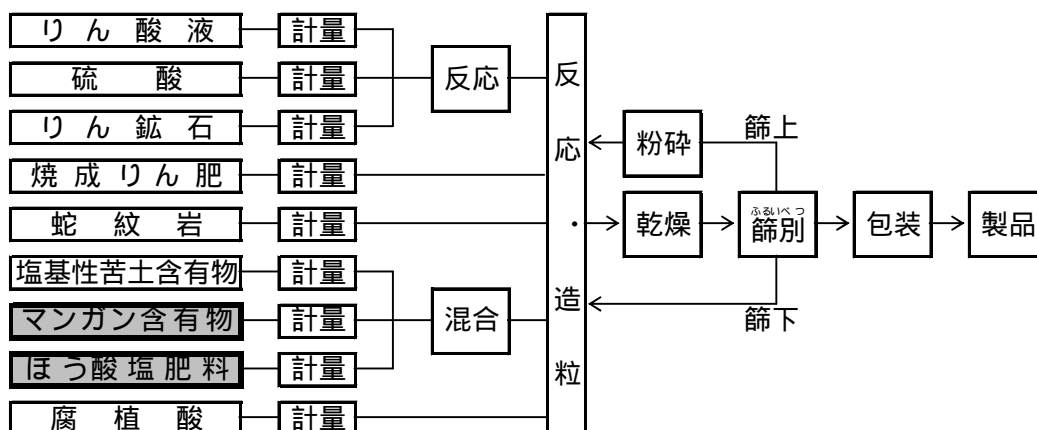 りん酸液
計量
硫酸
計量
反応
りん鉱石
計量
焼成りん肥
計量
蛇紋岩
計量
塩基性苦土含有物
計量
マンガン含有物
計量
混合
ほう酸塩肥料
計量
腐植酸
計量
反応・造粒
粉砕
篩上
乾燥
ふるいべつ
篩別
包装
製品
篩下